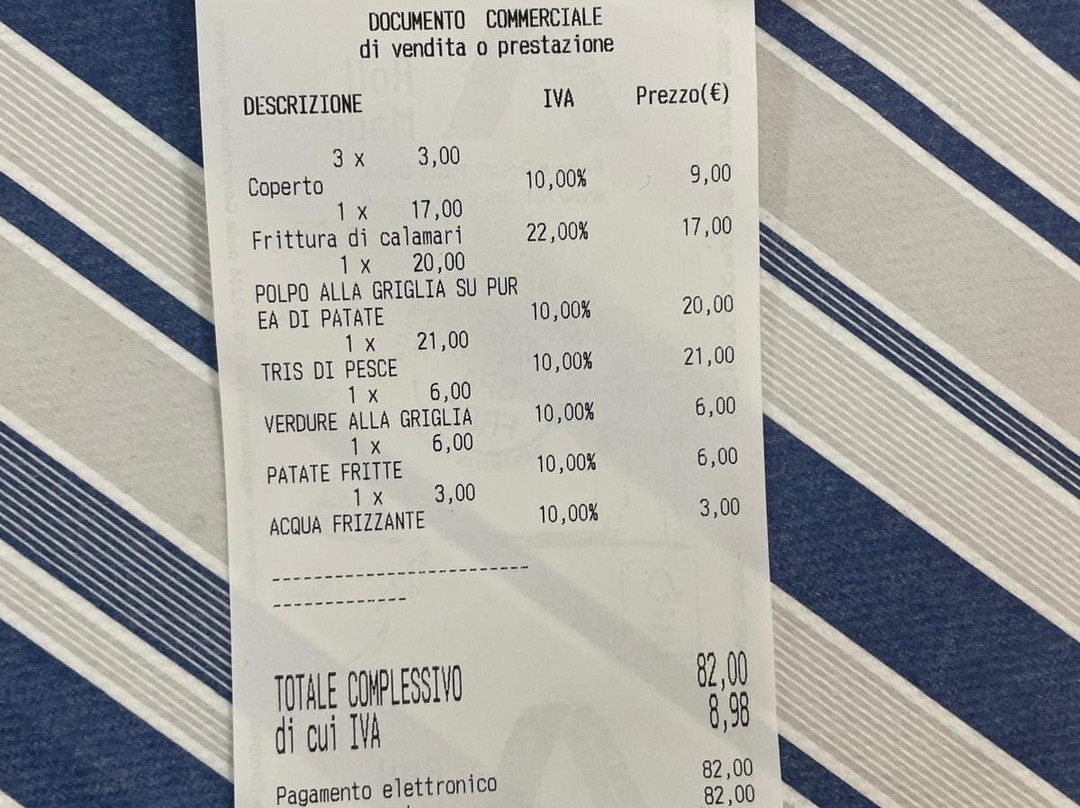 DOCUMENTO COMMERCIALE
di vendita o prestazione
DESCRIZIONE IVA Prezzo(€)
3 x 3,00
Coperto 10,00% 9,00
1 x 17,00
Frittura di calamari 22,00% 17,00
1 x 20,00
POLPO ALLA GRIGLIA SU PUR
EA DI PATATE 10,00% 20,00
1 x 21,00
TRIS DI PESCE 10,00% 21,00
1 x 6,00
VERDURE ALLA GRIGLIA 10,00% 6,00
1 x 6,00
PATATE FRITTE 10,00% 6,00
1 x 3,00
ACQUA FRIZZANTE 10,00% 3,00
-------------------------
-------------
TOTALE COMPLESSIVO 82,00
di cui IVA 8,98
Pagamento elettronico 82,00
82,00